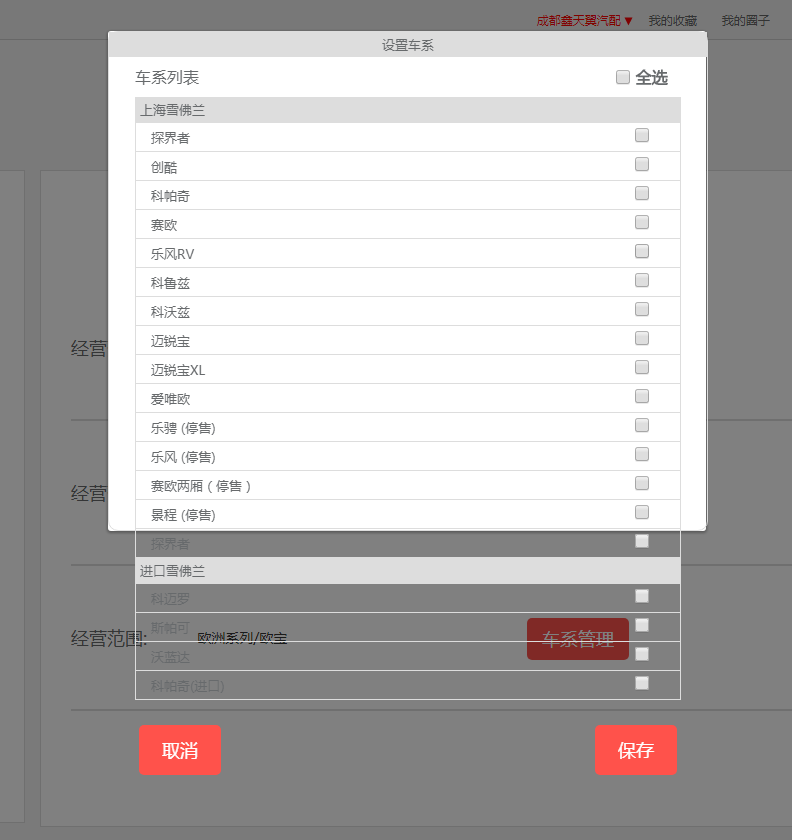 成都鑫天翼汽配▼ 我的收藏 我的圈子
设置车系
车系列表 全选
上海雪佛兰
探界者
创酷
科帕奇
赛欧
乐风RV
科鲁兹
科沃兹
迈锐宝
迈锐宝XL
爱唯欧
乐骋 (停售)
乐风 (停售)
赛欧两厢 ( 停售 )
景程 (停售)
探界者
进口雪佛兰
科迈罗
斯帕可
沃蓝达
科帕奇(进口)
经营
经营
经营范围: 欧洲系列/欧宝 车系管理
取消 保存